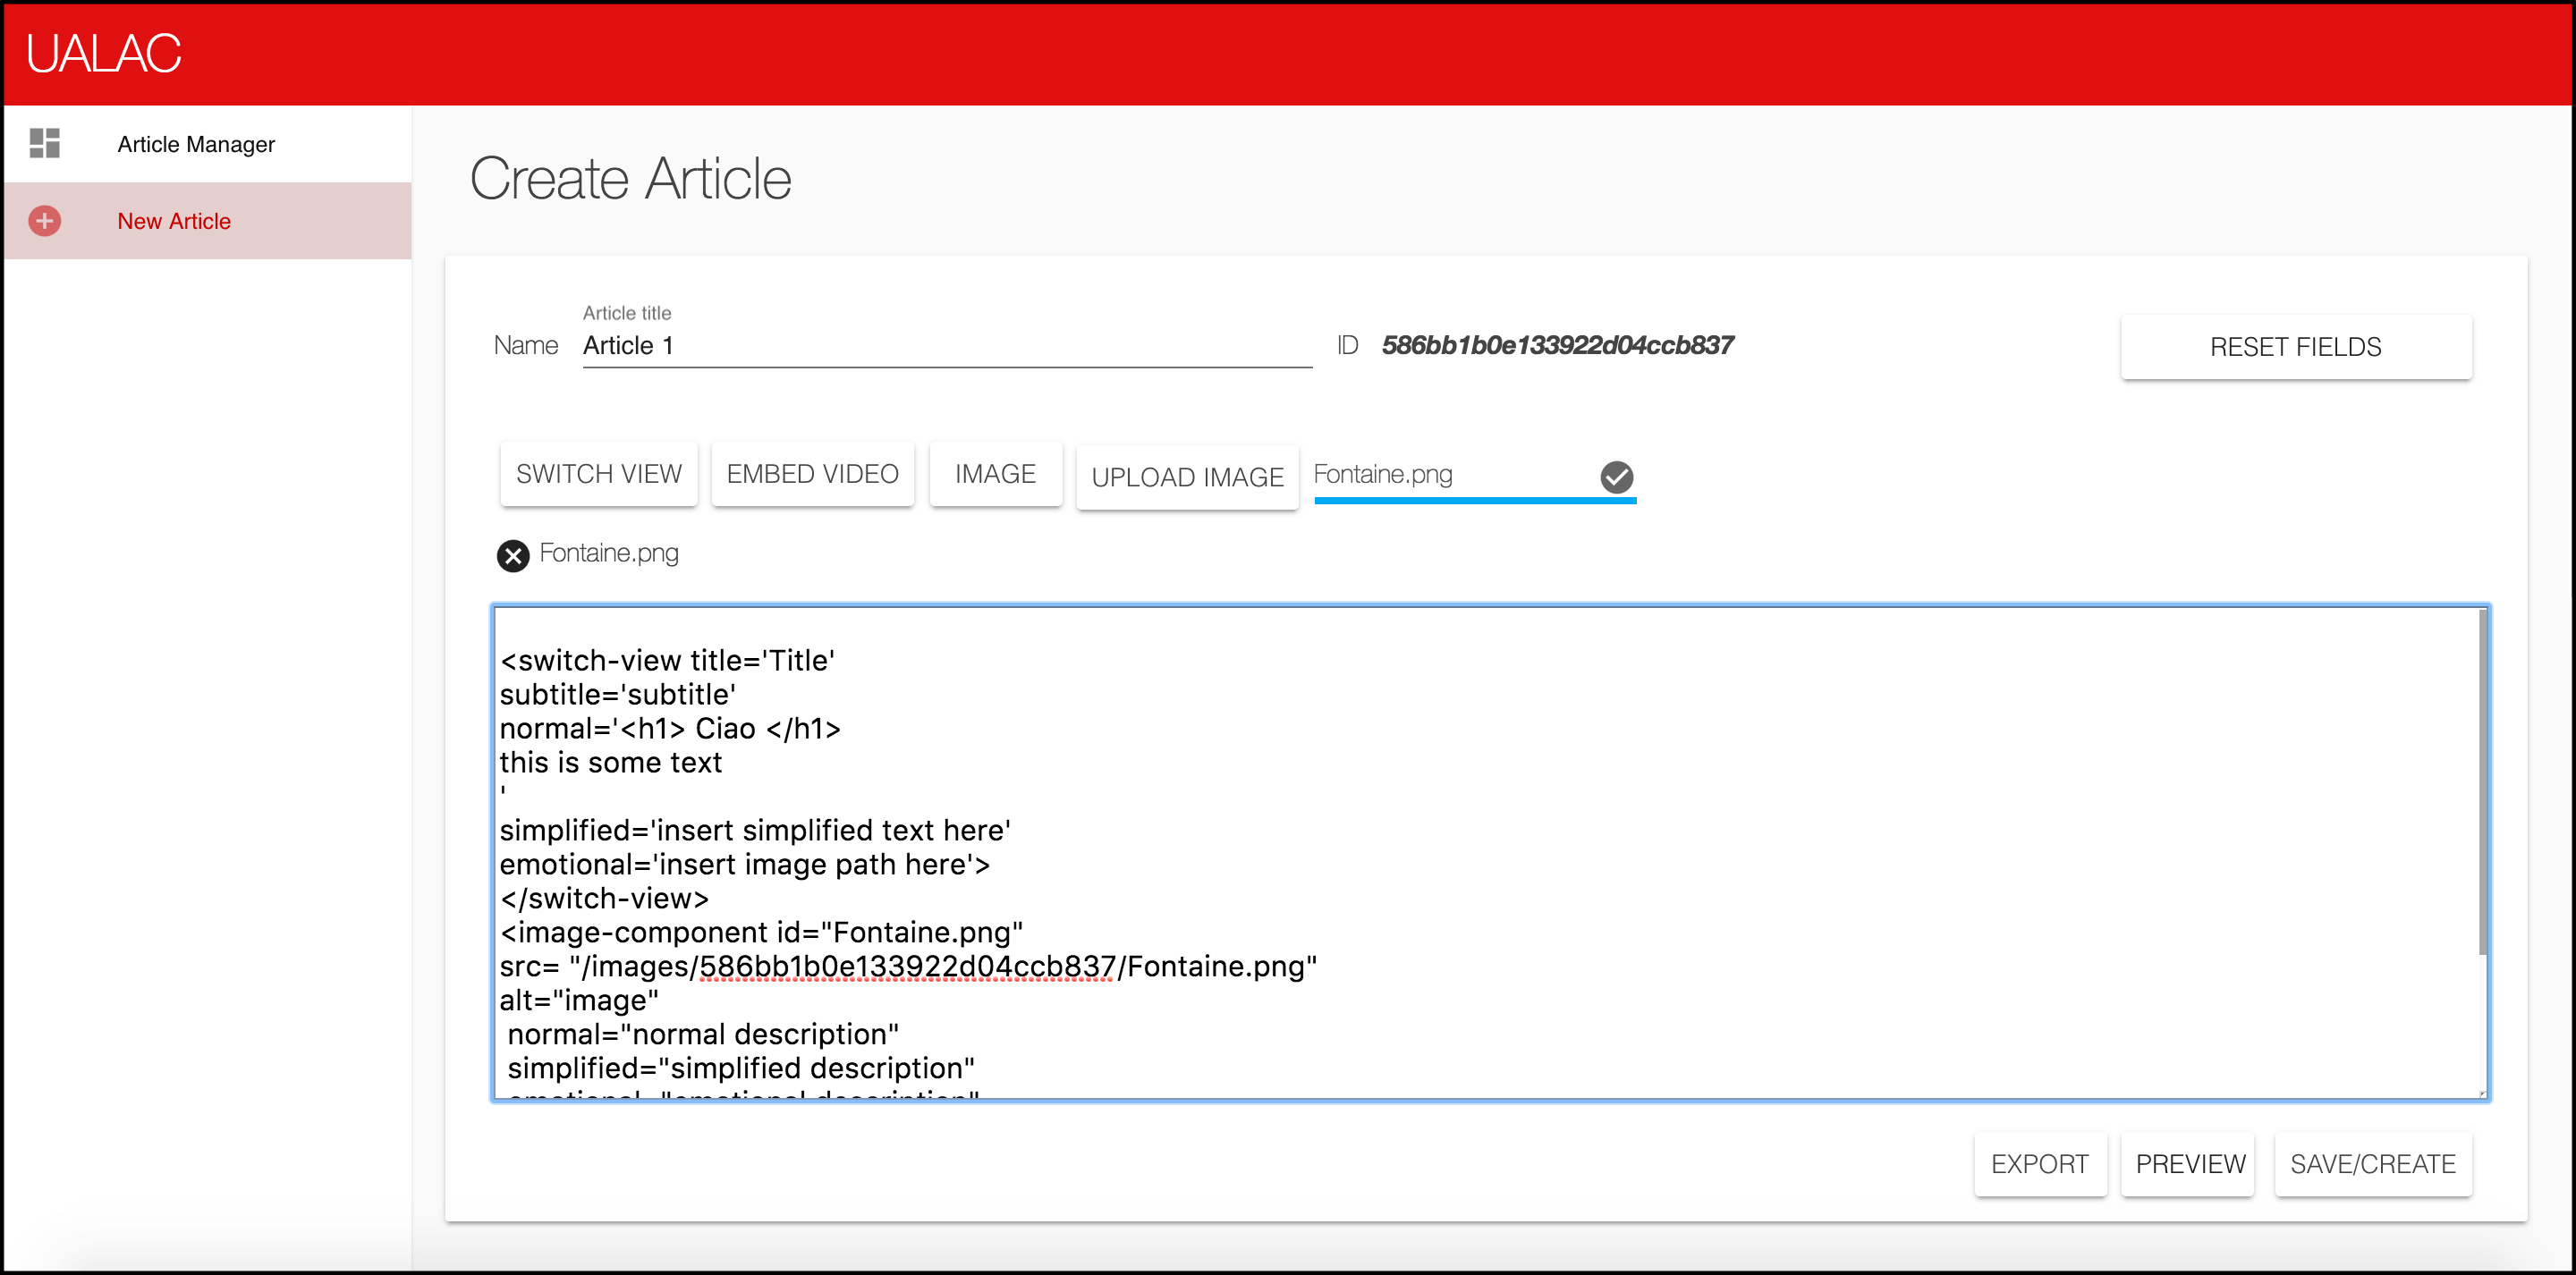 UALAC
Article Manager
New Article
Create Article
Article title
Name Article 1 ID 586bb1b0e133922d04ccb837 RESET FIELDS
SWITCH VIEW EMBED VIDEO IMAGE UPLOAD IMAGE Fontaine.png
Fontaine.png
<switch-view title='Title'
subtitle='subtitle'
normal='<h1> Ciao </h1>
this is some text
'
simplified='insert simplified text here'
emotional='insert image path here'>
</switch-view>
<image-component id="Fontaine.png"
src= "/images/586bb1b0e133922d04ccb837/Fontaine.png"
alt="image"
normal="normal description"
simplified="simplified description"
emotional="emotional description"
EXPORT PREVIEW SAVE/CREATE